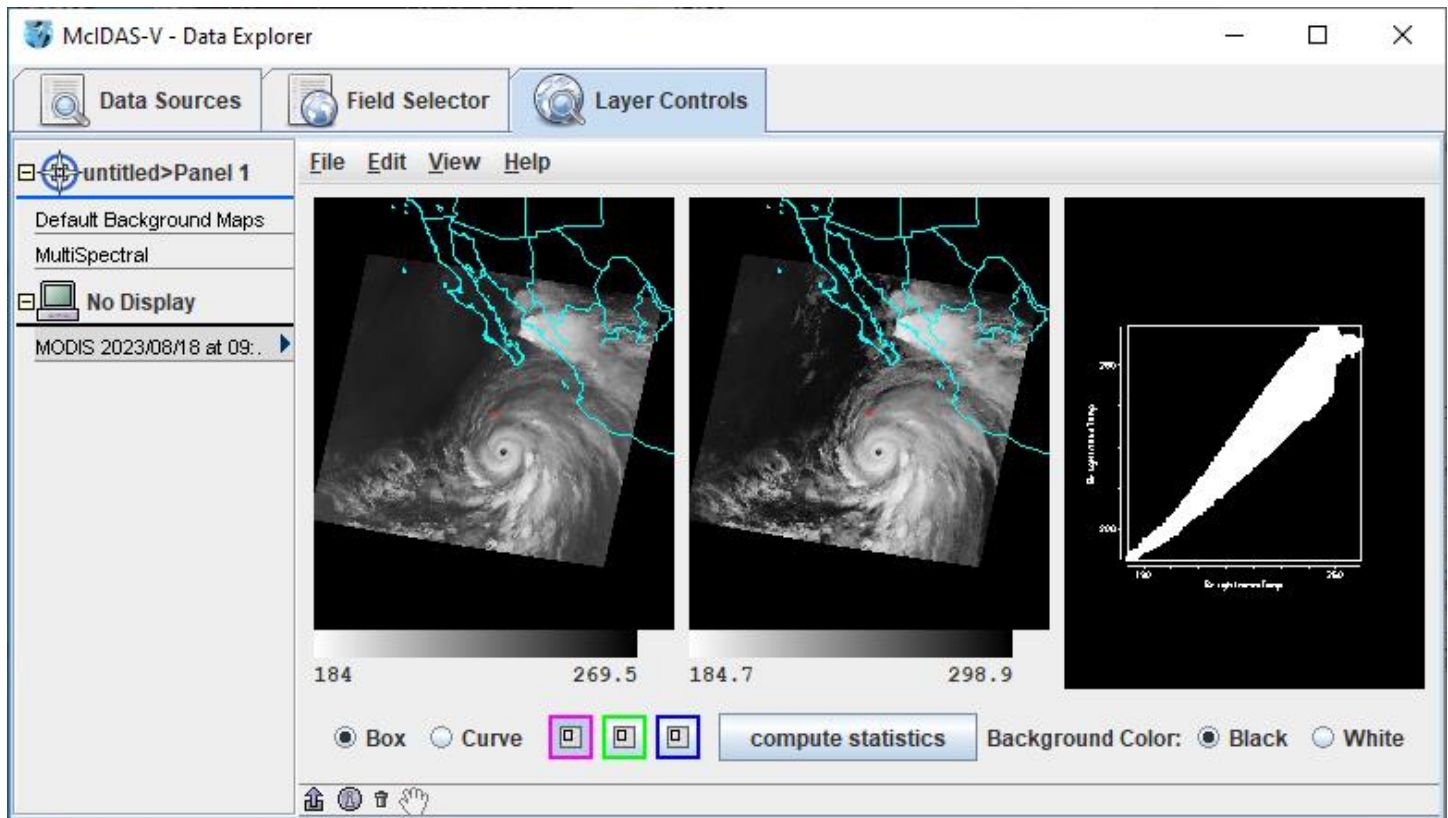 McIDAS-V - Data Explorer
Data Sources
Field Selector
Layer Controls
untitled>Panel 1
Default Background Maps
MultiSpectral
No Display
MODIS 2023/08/18 at 09:.
File Edit View Help
184 269.5
184.7 298.9
200
190
Box Curve compute statistics Background Color: Black White